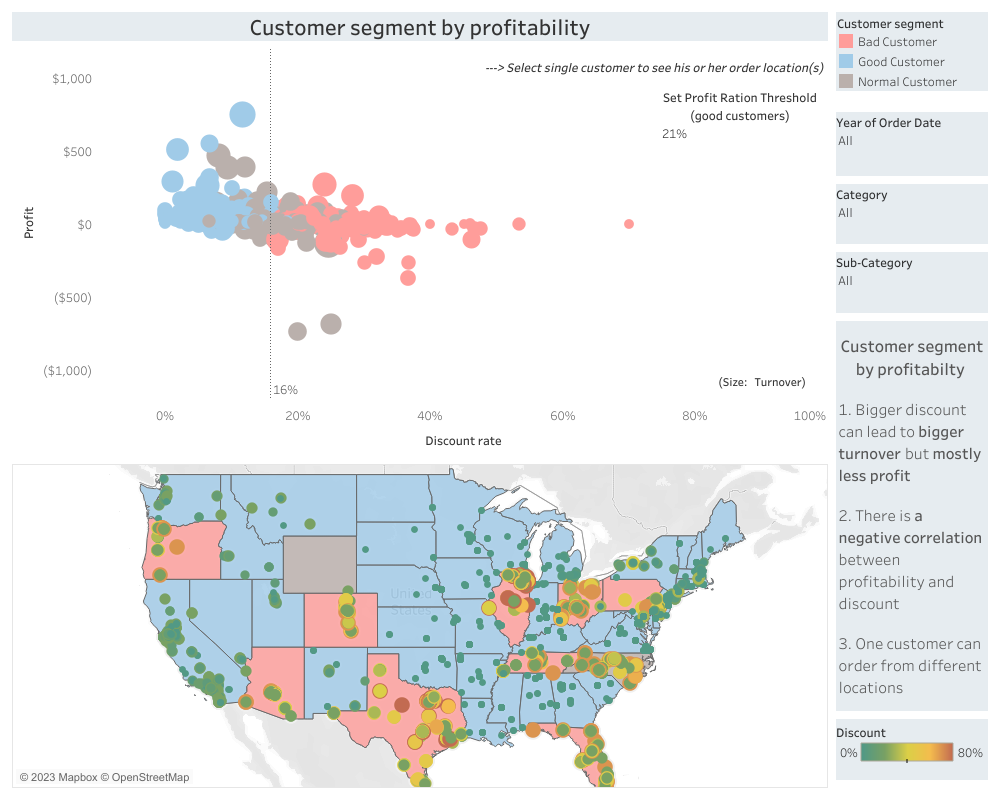 Customer segment by profitability
---> Select single customer to see his or her order location(s)
Set Profit Ration Threshold
(good customers)
21%
$1,000
$500
$0
($500)
($1,000)
Profit
16%
(Size: Turnover)
0%
20%
40%
60%
80%
100%
Discount rate
United
States
© 2023 Mapbox © OpenStreetMap
Customer segment
Bad Customer
Good Customer
Normal Customer
Year of Order Date
All
Category
All
Sub-Category
All
Customer segment
by profitabilty
1. Bigger discount
can lead to bigger
turnover but mostly
less profit
2. There is a
negative correlation
between
profitability and
discount
3. One customer can
order from different
locations
Discount
0%
80%